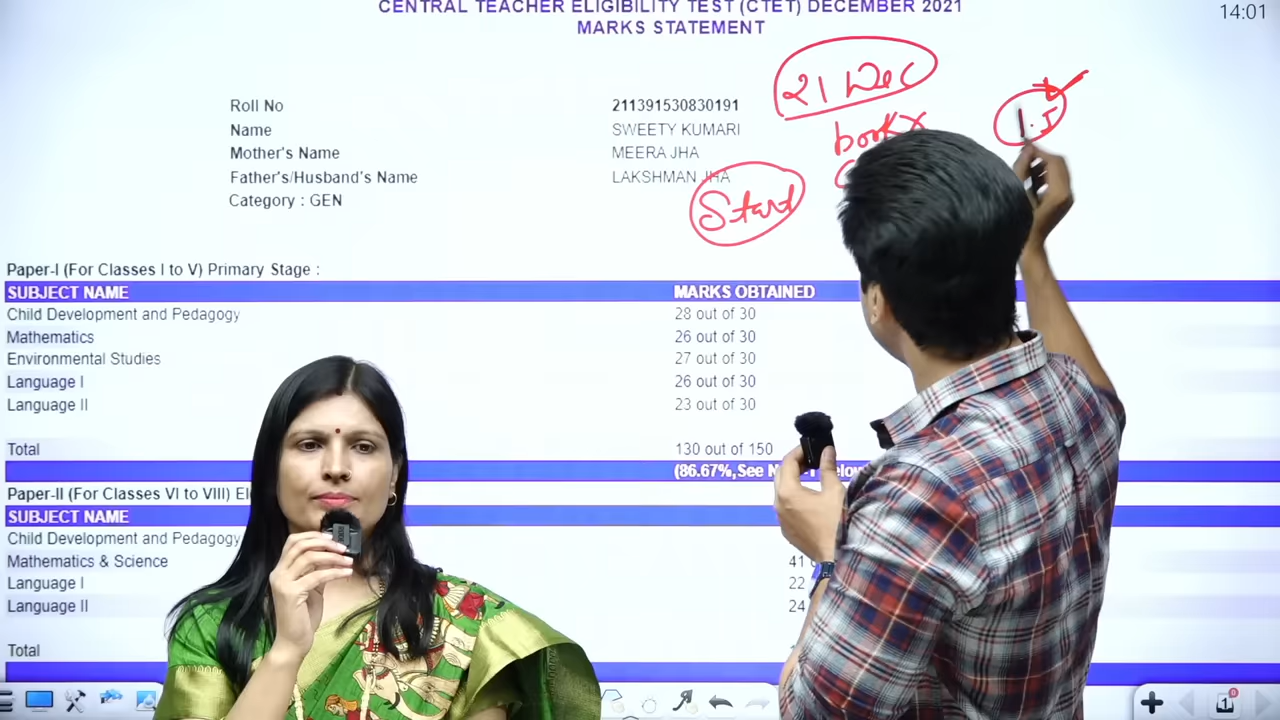 CENTRAL TEACHER ELIGIBILITY TEST (CTET) DECEMBER 2021
14:01
MARKS STATEMENT
21 Dec
Roll No 211391530830191
Name SWEETY KUMARI
book
Mother's Name MEERA JHA
Father's/Husband's Name LAKSHMAN JHA
Category : GEN
Start
Paper-I (For Classes I to V) Primary Stage :
SUBJECT NAME MARKS OBTAINED
Child Development and Pedagogy 28 out of 30
Mathematics 26 out of 30
Environmental Studies 27 out of 30
Language I 26 out of 30
Language II 23 out of 30
Total 130 out of 150
(86.67%,See
Paper-II (For Classes VI to VIII)
SUBJECT NAME
Child Development and Pedagogy
Mathematics & Science 41
Language I 22
Language II 24
Total